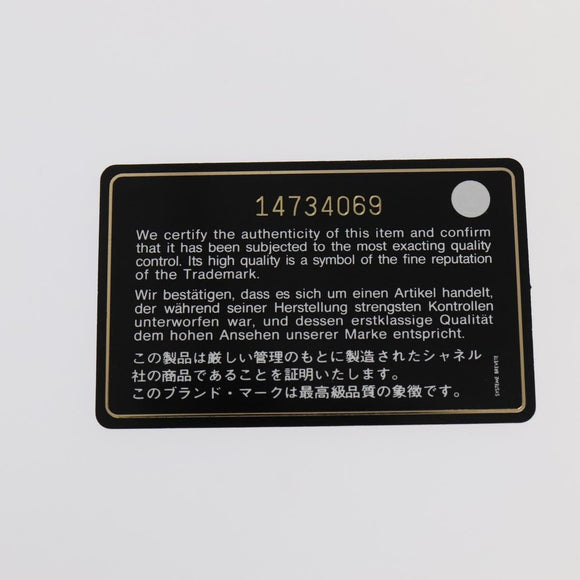 14734069
We certify the authenticity of this item and confirm
that it has been subjected to the most exacting quality
control. Its high quality is a symbol of the fine reputation
of the Trademark.
Wir bestätigen, dass es sich um einen Artikel handelt,
der während seiner Herstellung strengsten Kontrollen
unterworfen war, und dessen erstklassige Qualität
dem hohen Ansehen unserer Marke entspricht.
この製品は厳しい管理のもとに製造されたシャネル
社の商品であることを証明いたします。
このブランド・マークは最高級品質の象徴です。